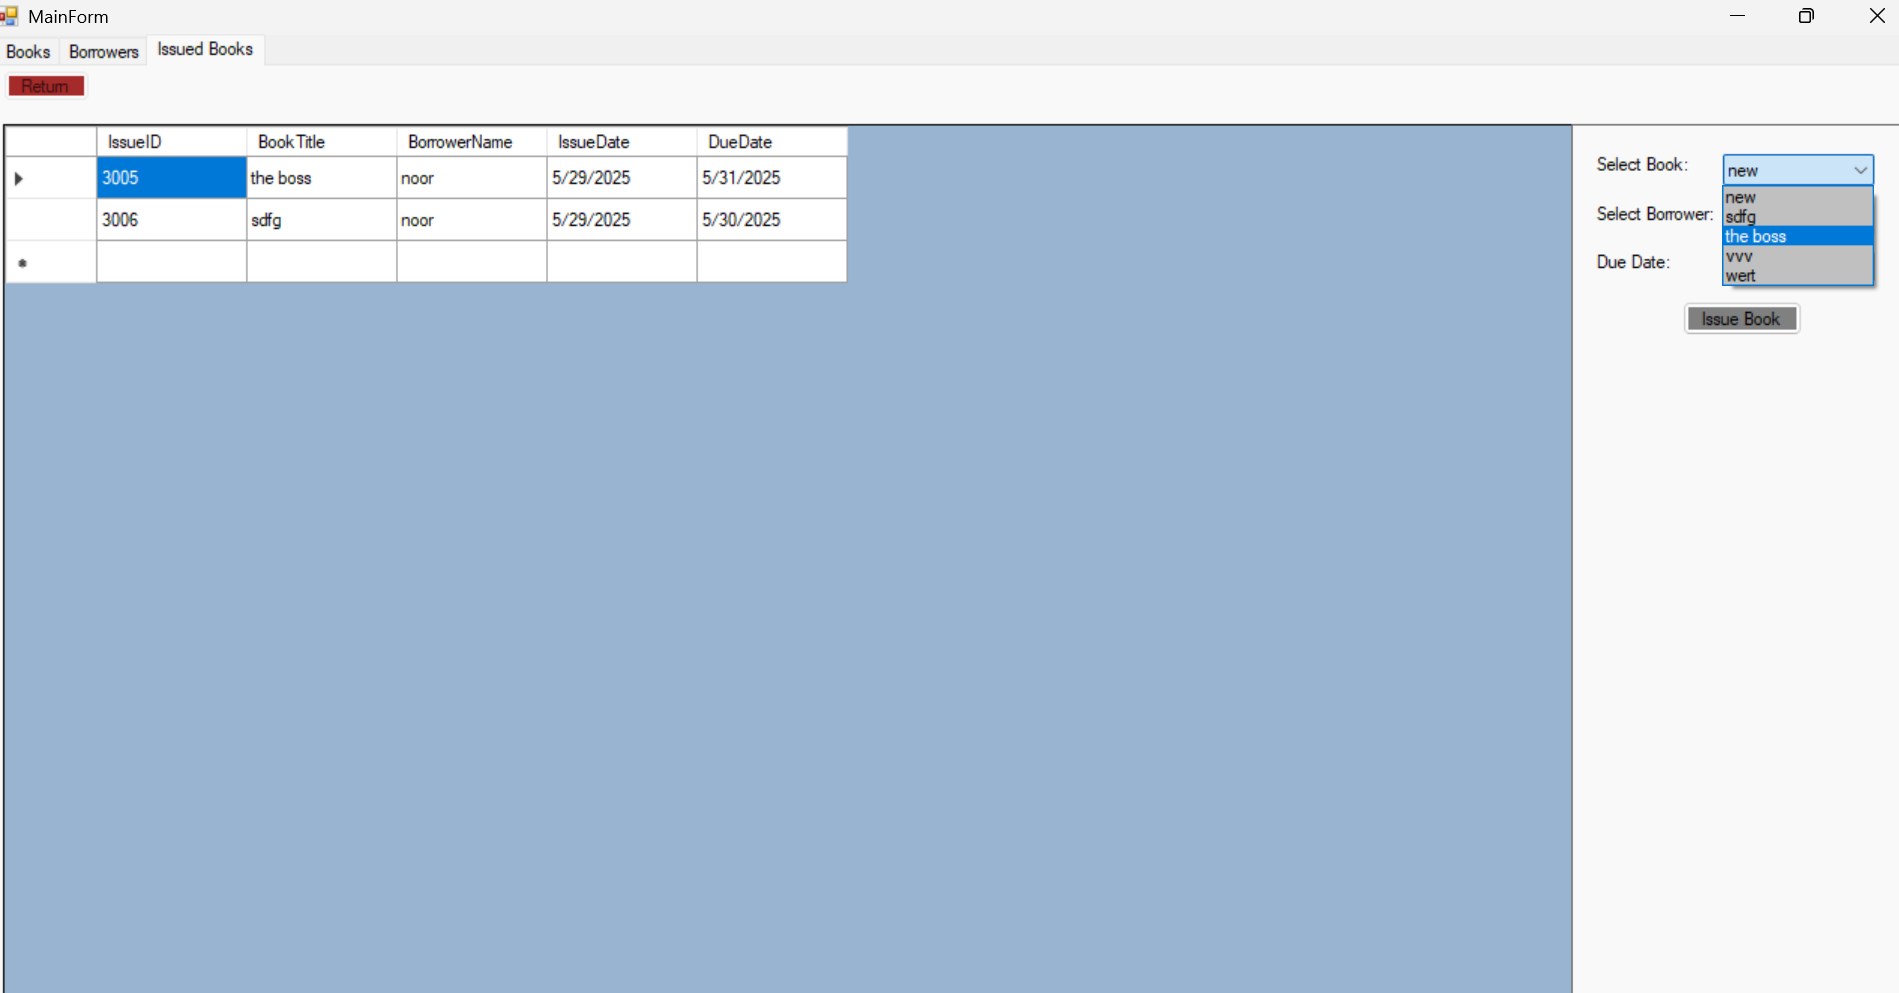 MainForm
Books Borrowers Issued Books
Return
IssueID BookTitle BorrowerName IssueDate DueDate
3005 the boss noor 5/29/2025 5/31/2025
3006 sdfg noor 5/29/2025 5/30/2025
Select Book: new
new
sdfg
the boss
vvv
wert
Select Borrower:
Due Date:
Issue Book